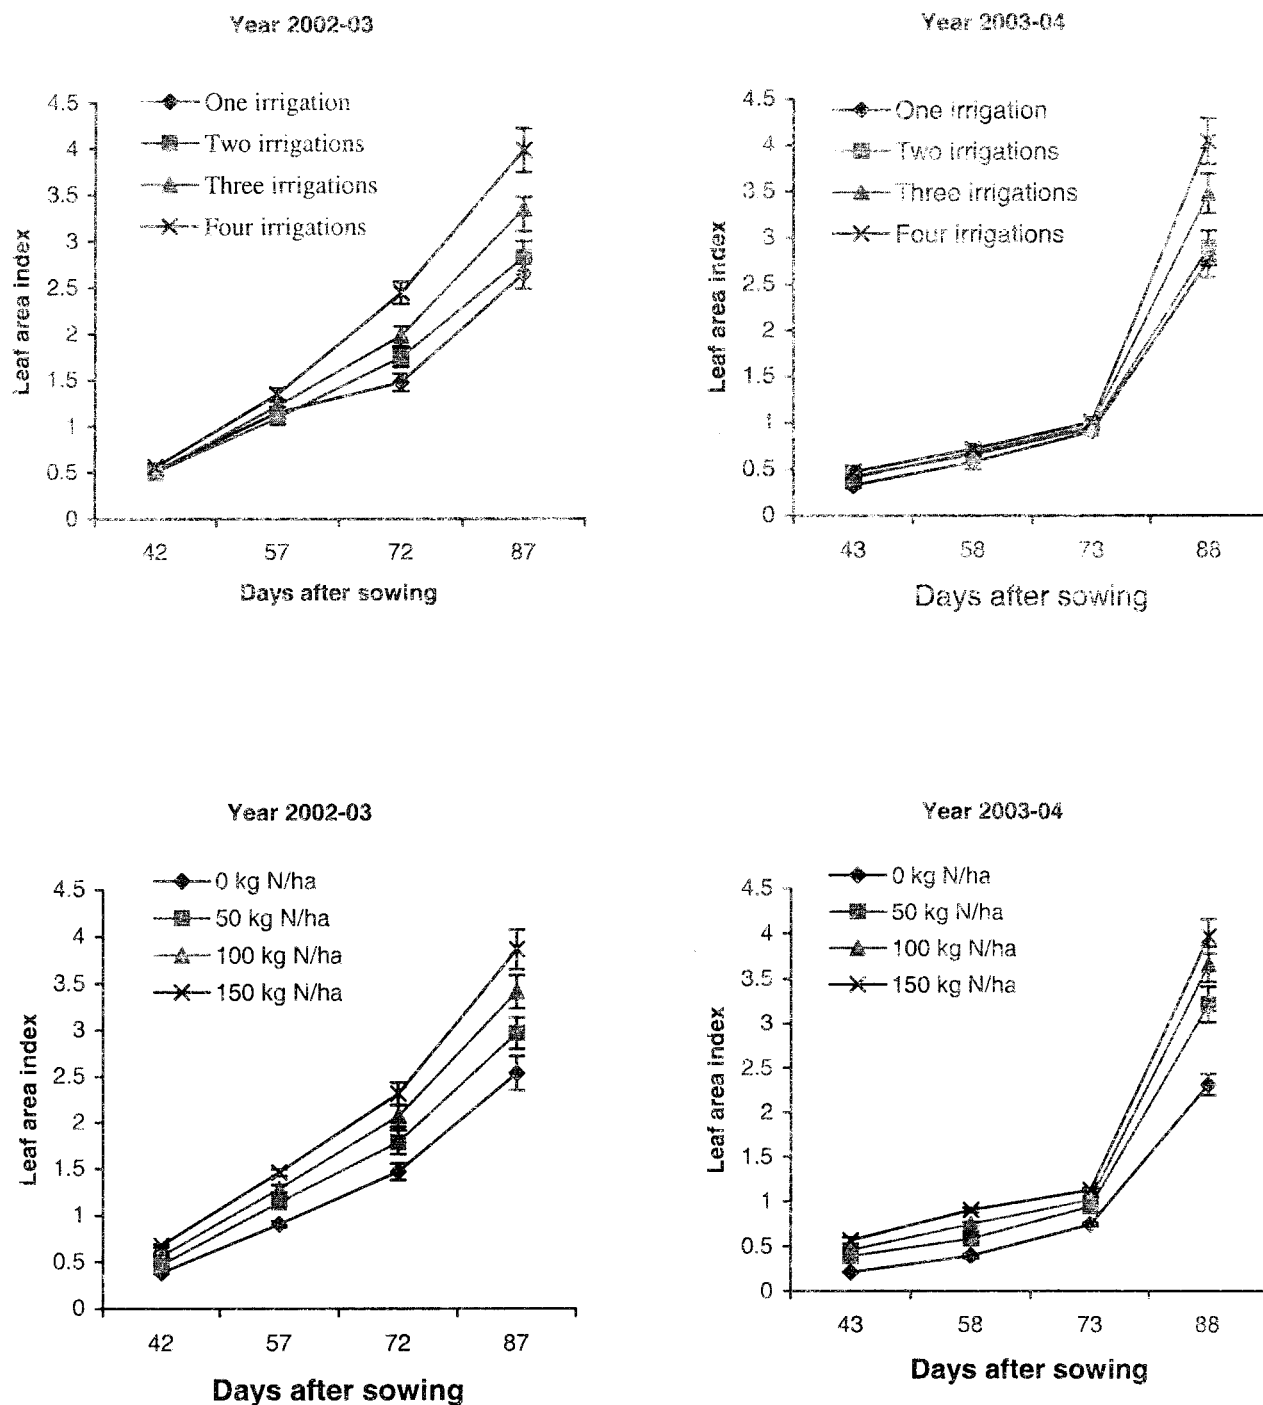 Year 2002-03
4.5
4
3.5
3
2.5
2
1.5
1
0.5
0
Leaf area index
One irrigation
Two irrigations
Three irrigations
Four irrigations
42 57 72 87
Days after sowing
Year 2003-04
4.5
4
3.5
3
2.5
2
1.5
1
0.5
0
Leaf area index
One irrigation
Two irrigations
Three irrigations
Four irrigations
43 58 73 88
Days after sowing
Year 2002-03
4.5
4
3.5
3
2.5
2
1.5
1
0.5
0
Leaf area index
0 kg N/ha
50 kg N/ha
100 kg N/ha
150 kg N/ha
42 57 72 87
Days after sowing
Year 2003-04
4.5
4
3.5
3
2.5
2
1.5
1
0.5
0
Leaf area index
0 kg N/ha
50 kg N/ha
100 kg N/ha
150 kg N/ha
43 58 73 88
Days after sowing